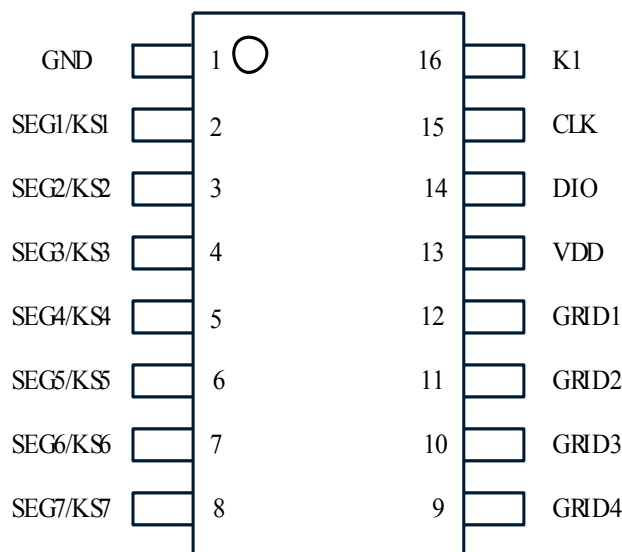 GND 1 16 K1
SEG1/KS1 2 15 CLK
SEG2/KS2 3 14 DIO
SEG3/KS3 4 13 VDD
SEG4/KS4 5 12 GRID1
SEG5/KS5 6 11 GRID2
SEG6/KS6 7 10 GRID3
SEG7/KS7 8 9 GRID4